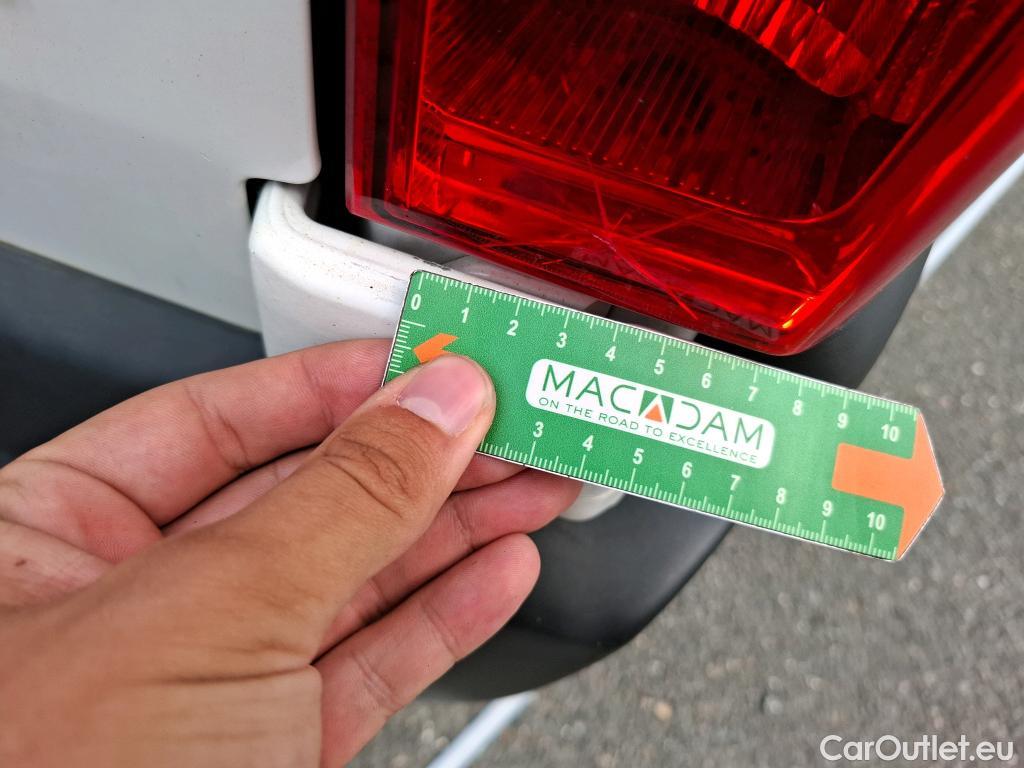 0 1 2 3 4 5 6 7 8 9 10
MACADAM
ON THE ROAD TO EXCELLENCE
3 4 5 6 7 8 9 10
CarOutlet.eu